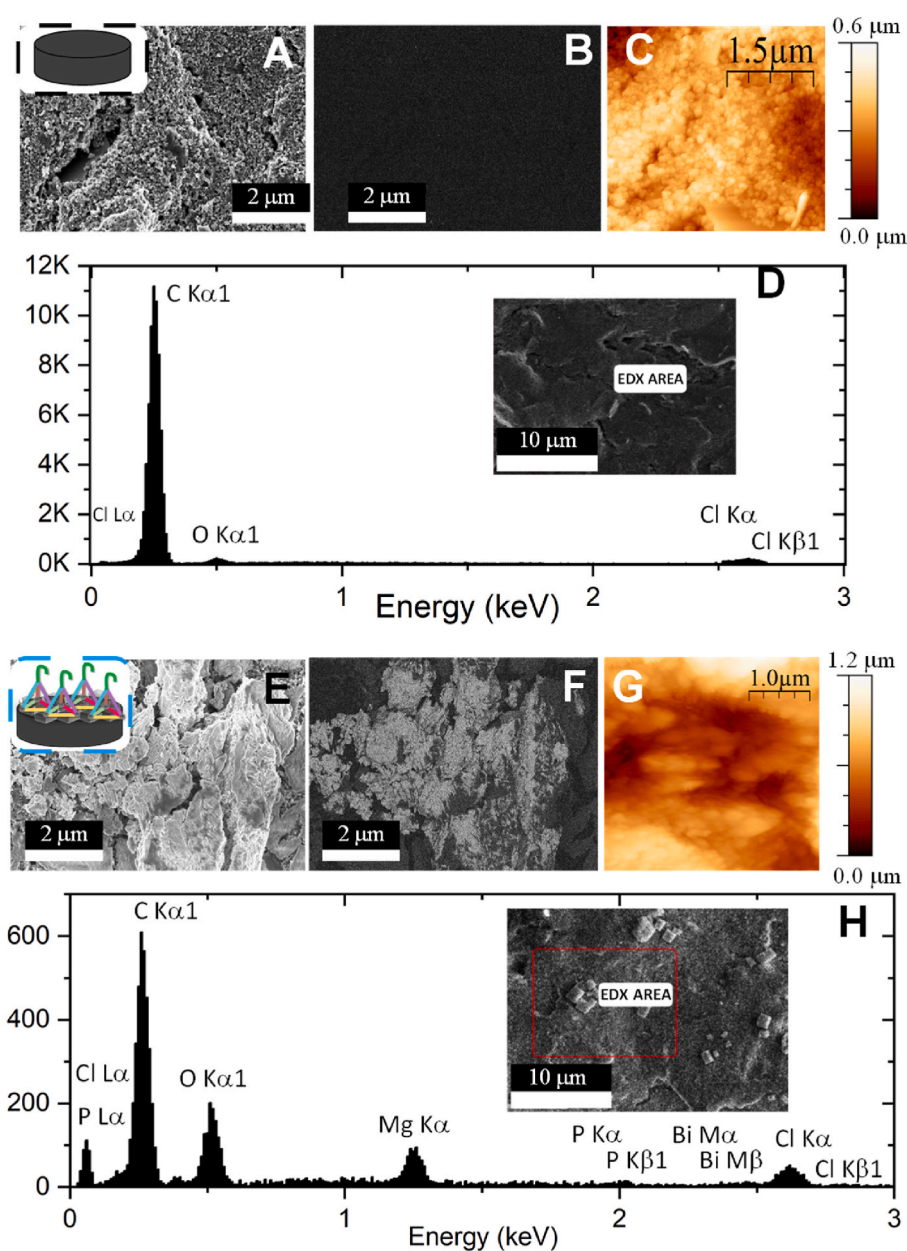 A
B
C
2 μm
2 μm
1.5μm
0.6 μm
0.0 μm
12K
10K
8K
6K
4K
2K
0K
C Kα1
D
EDX AREA
10 μm
Cl Lα
O Kα1
Cl Kα
Cl Kβ1
0
1
2
3
Energy (keV)
E
F
G
2 μm
2 μm
1.0μm
1.2 μm
0.0 μm
600
400
200
0
C Kα1
H
EDX AREA
10 μm
Cl Lα
P Lα
O Kα1
Mg Kα
P Kα
P Kβ1
Bi Mα
Bi Mβ
Cl Kα
Cl Kβ1
0
1
2
3
Energy (keV)